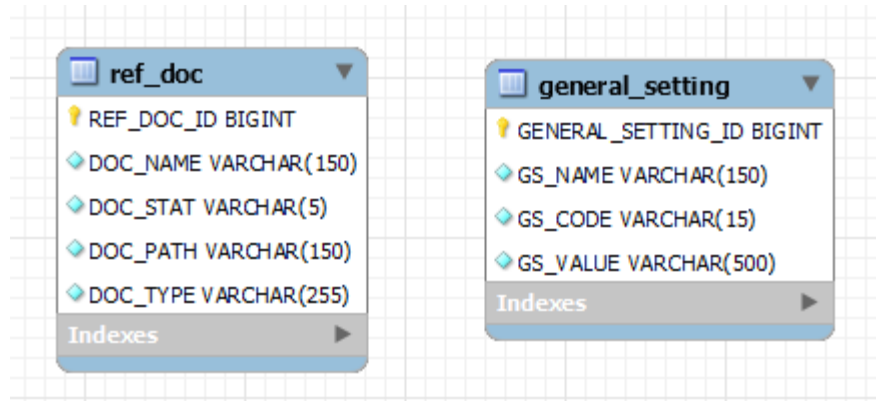 ref_doc
REF_DOC_ID BIGINT
DOC_NAME VARCHAR(150)
DOC_STAT VARCHAR(5)
DOC_PATH VARCHAR(150)
DOC_TYPE VARCHAR(255)
Indexes
general_setting
GENERAL_SETTING_ID BIGINT
GS_NAME VARCHAR(150)
GS_CODE VARCHAR(15)
GS_VALUE VARCHAR(500)
Indexes